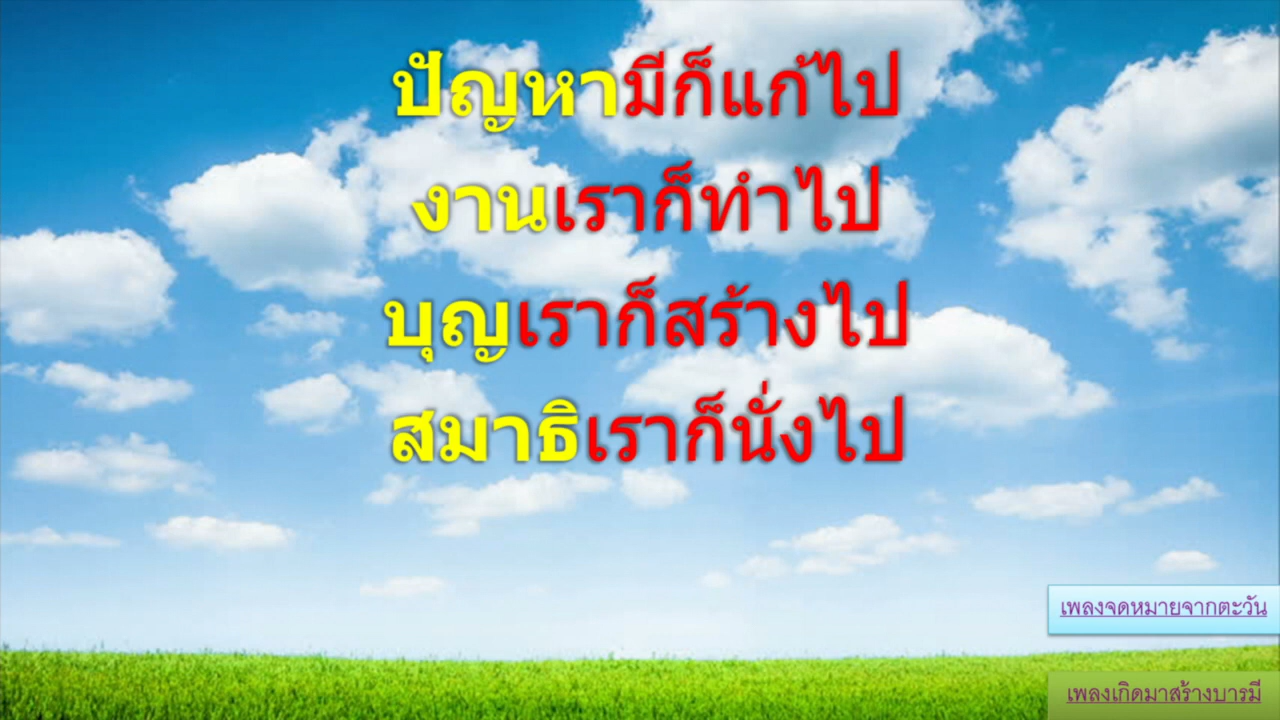 ปัญหามีก็แก้ไป
งานเราก็ทำไป
บุญเราก็สร้างไป
สมาธิเราก็นั่งไป
เพลงจดหมายจากตะวัน
เพลงเกิดมาสร้างบารมี